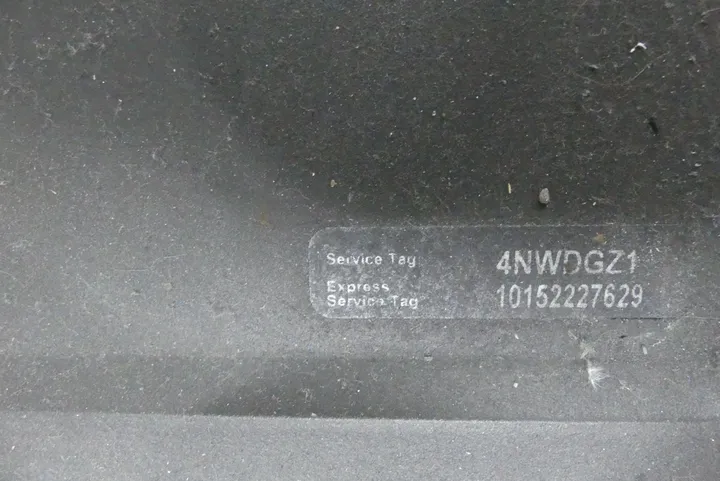 Service Tag 4NWDGZ1
Express
Service Tag 10152227629